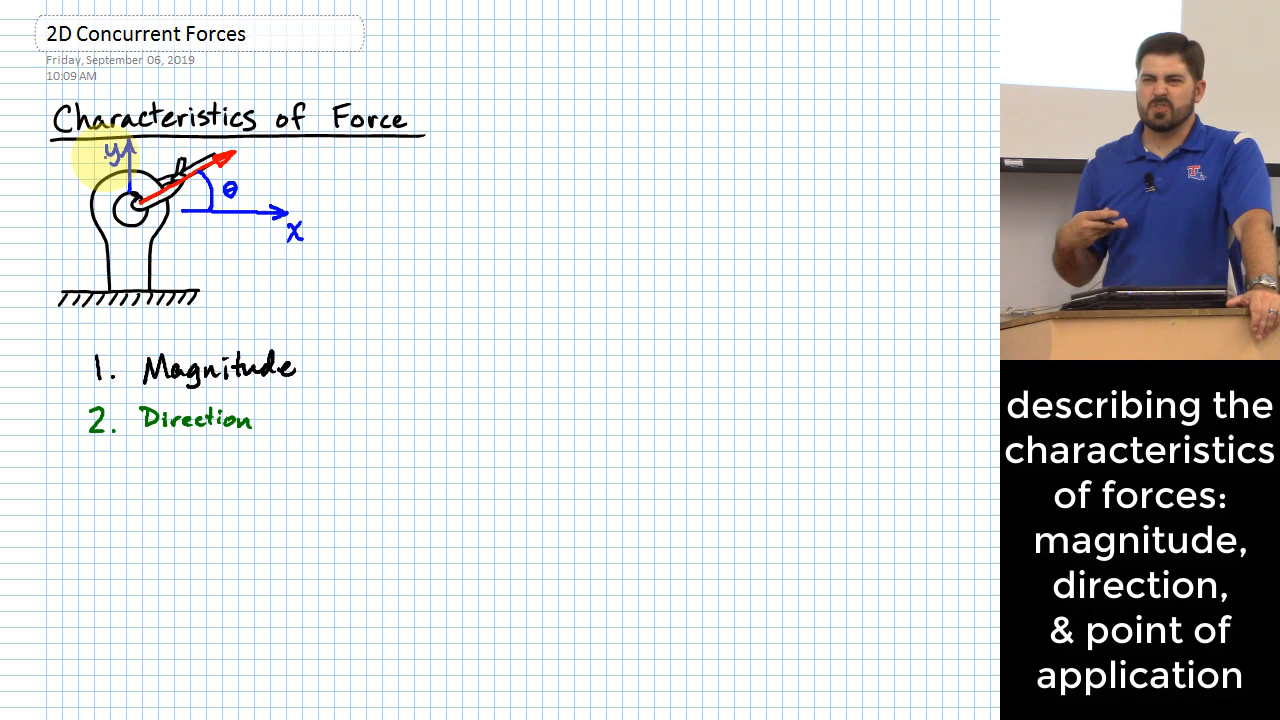 2D Concurrent Forces
Friday, September 06, 2019
10:09 AM
Characteristics of Force
y
θ
x
1. Magnitude
2. Direction
describing the
characteristics
of forces:
magnitude,
direction,
& point of
application